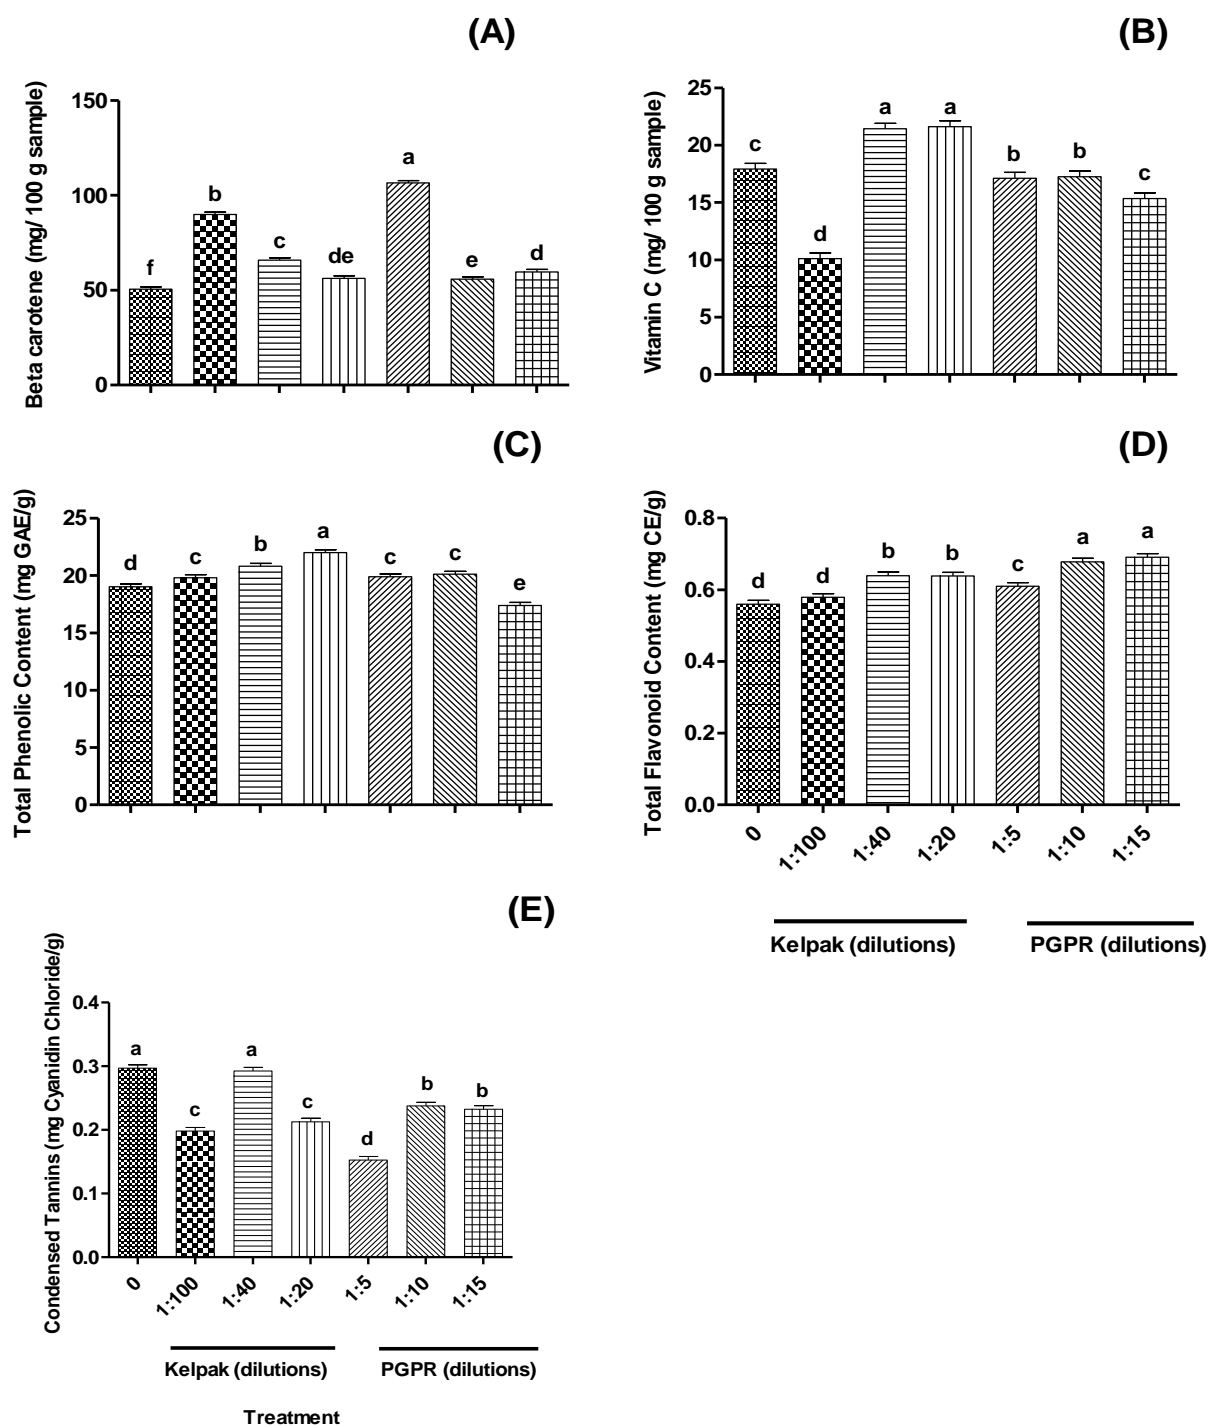 (A)
Beta carotene (mg/ 100 g sample)
150
100
50
0
f
b
c
de
a
e
d
(B)
Vitamin C (mg/ 100 g sample)
25
20
15
10
5
0
c
d
a
a
b
b
c
(C)
Total Phenolic Content (mg GAE/g)
25
20
15
10
5
0
d
c
b
a
c
c
e
(D)
Total Flavonoid Content (mg CE/g)
0.8
0.6
0.4
0.2
0.0
d
d
b
b
c
a
a
0
1:100
1:40
1:20
1:5
1:10
1:15
Kelpak (dilutions)
PGPR (dilutions)
(E)
Condensed Tannins (mg Cyanidin Chloride/g)
0.4
0.3
0.2
0.1
0.0
a
c
a
c
d
b
b
0
1:100
1:40
1:20
1:5
1:10
1:15
Kelpak (dilutions)
PGPR (dilutions)
Treatment